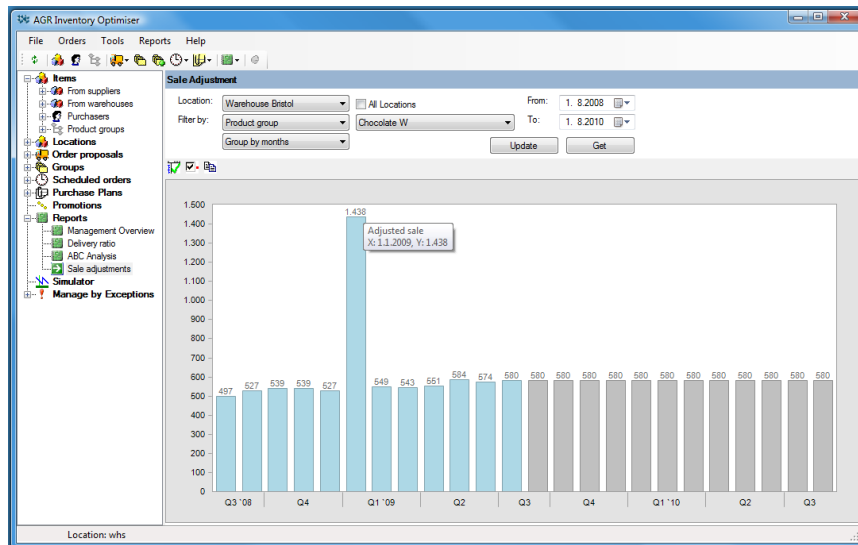 AGR Inventory Optimiser
File Orders Tools Reports Help
Items
From suppliers
From warehouses
Purchasers
Product groups
Locations
Order proposals
Groups
Scheduled orders
Purchase Plans
Promotions
Reports
Management Overview
Delivery ratio
ABC Analysis
Sale adjustments
Simulator
Manage by Exceptions
Sale Adjustment
Location: Warehouse Bristol All Locations From: 1. 8.2008
Filter by: Product group Chocolate W To: 1. 8.2010
Group by months Update Get
1.500
1.400
1.300
1.200
1.100
1.000
900
800
700
600
500
400
300
200
100
0
1.438
Adjusted sale
X: 1.1.2009, Y: 1.438
497 527 539 539 527 549 543 551 584 574 580 580 580 580 580 580 580 580 580 580 580 580 580
Q3 `08 Q4 Q1 `09 Q2 Q3 Q4 Q1 `10 Q2 Q3
Location: whs